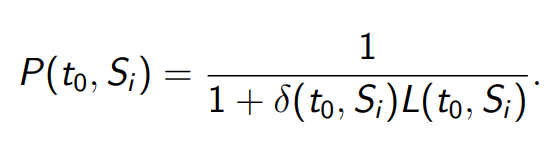 P(t₀, Sᵢ) = 1 / (1 + δ(t₀, Sᵢ)L(t₀, Sᵢ)).